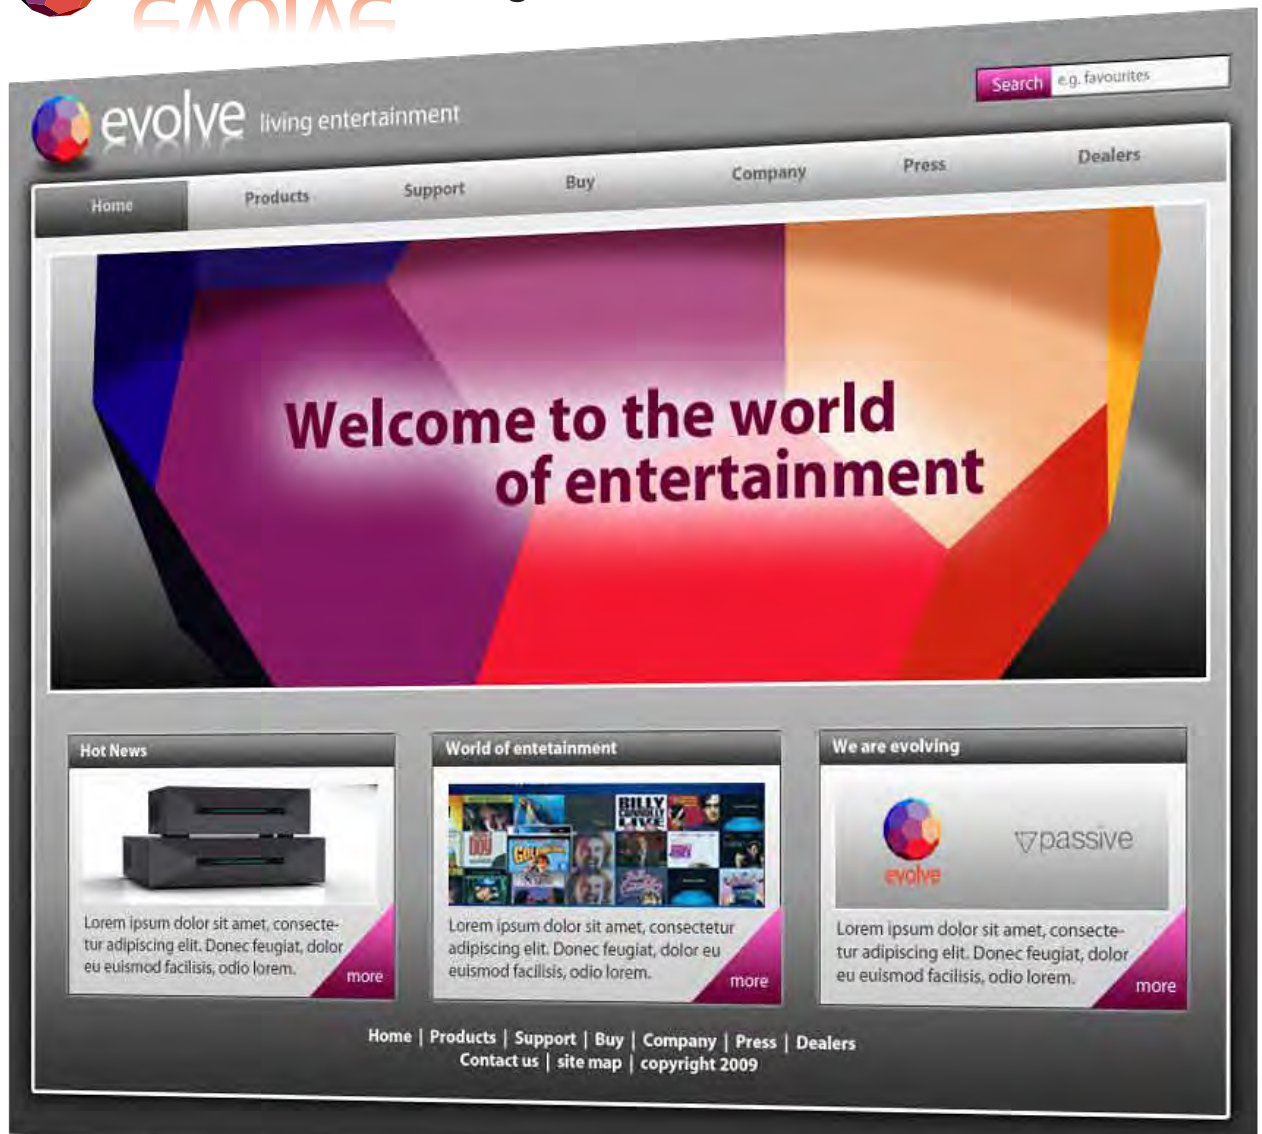 evolve living entertainment
Search e.g. favourites
Home Products Support Buy Company Press Dealers
Welcome to the world
of entertainment
Hot News
Lorem ipsum dolor sit amet, consecte-
tur adipiscing elit. Donec feugiat, dolor
eu euismod facilisis, odio lorem.
more
World of entetainment
BILLY
CONNOLLY
LIVE
Lorem ipsum dolor sit amet, consectetur
adipiscing elit. Donec feugiat, dolor eu
euismod facilisis, odio lorem.
more
We are evolving
evolve
passive
Lorem ipsum dolor sit amet, consecte-
tur adipiscing elit. Donec feugiat, dolor
eu euismod facilisis, odio lorem.
more
Home | Products | Support | Buy | Company | Press | Dealers
Contact us | site map | copyright 2009